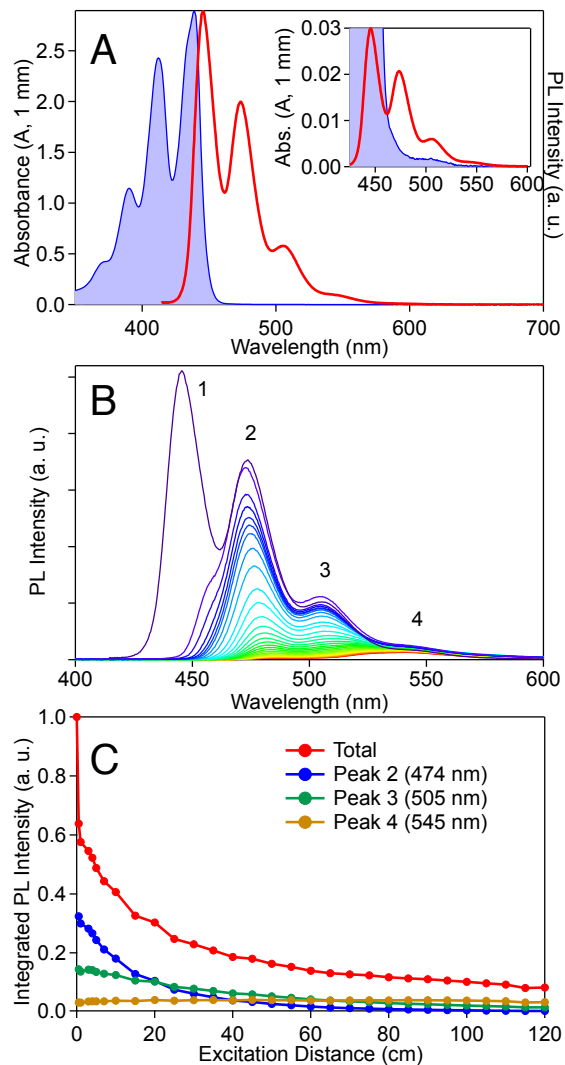 A
Absorbance (A, 1 mm)
2.5
2.0
1.5
1.0
0.5
0.0
400
500
600
700
Wavelength (nm)
PL Intensity (a. u.)
Abs. (A, 1 mm)
0.03
0.02
0.01
0.00
450
500
550
600
B
1
2
3
4
PL Intensity (a. u.)
400
450
500
550
600
Wavelength (nm)
C
Integrated PL Intensity (a. u.)
1.0
0.8
0.6
0.4
0.2
0.0
Total
Peak 2 (474 nm)
Peak 3 (505 nm)
Peak 4 (545 nm)
0
20
40
60
80
100
120
Excitation Distance (cm)